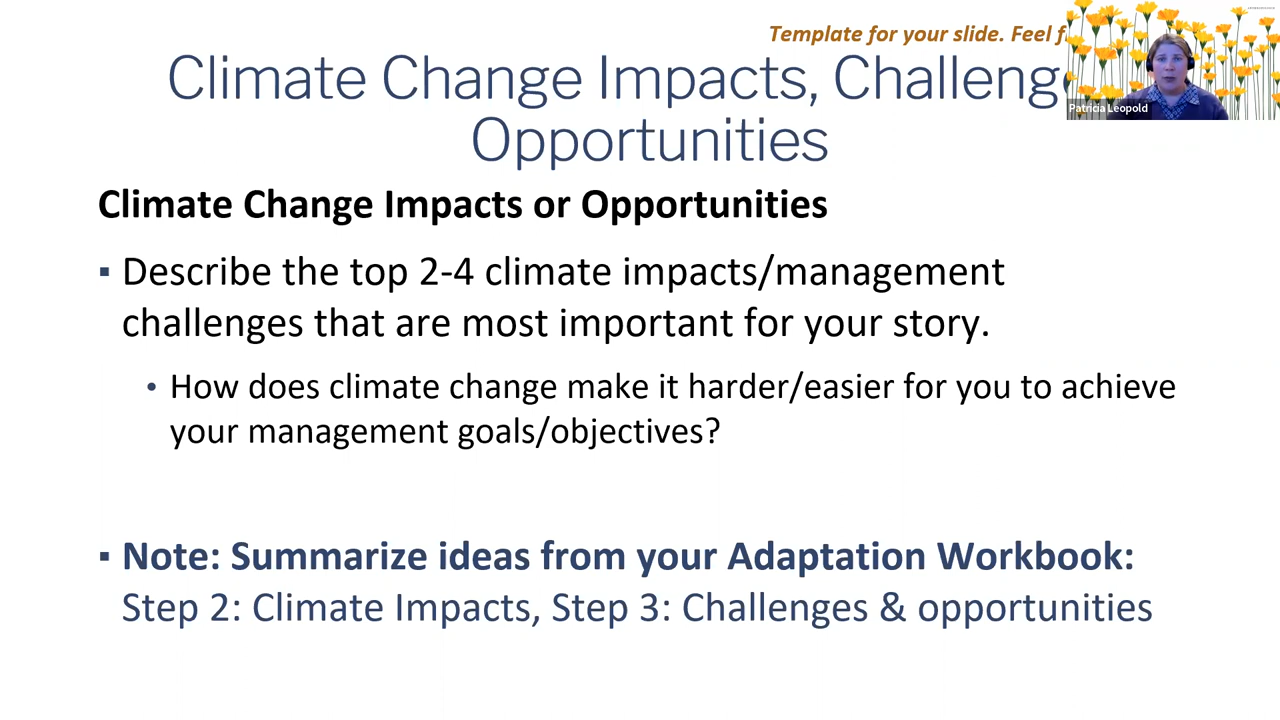 Template for your slide. Feel
Climate Change Impacts, Challeng
Opportunities
Patricia Leopold
Climate Change Impacts or Opportunities
▪ Describe the top 2-4 climate impacts/management
challenges that are most important for your story.
• How does climate change make it harder/easier for you to achieve
your management goals/objectives?
▪ Note: Summarize ideas from your Adaptation Workbook:
Step 2: Climate Impacts, Step 3: Challenges & opportunities